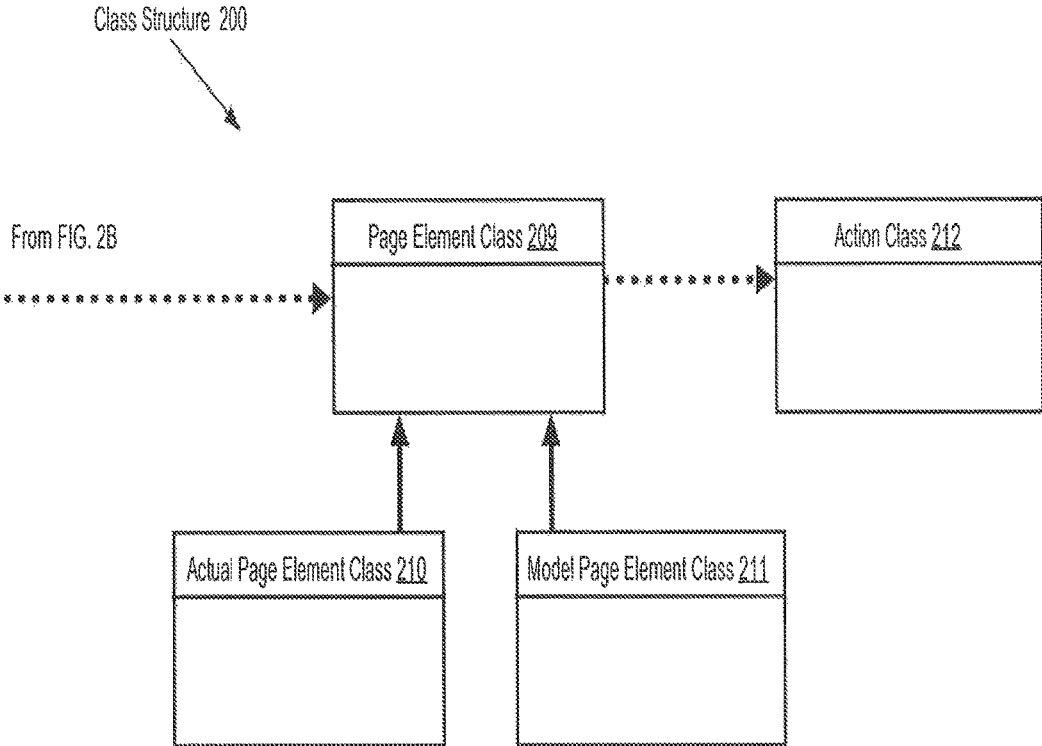 Class Structure 200
From FIG. 2B
Page Element Class 209
Action Class 212
Actual Page Element Class 210
Model Page Element Class 211